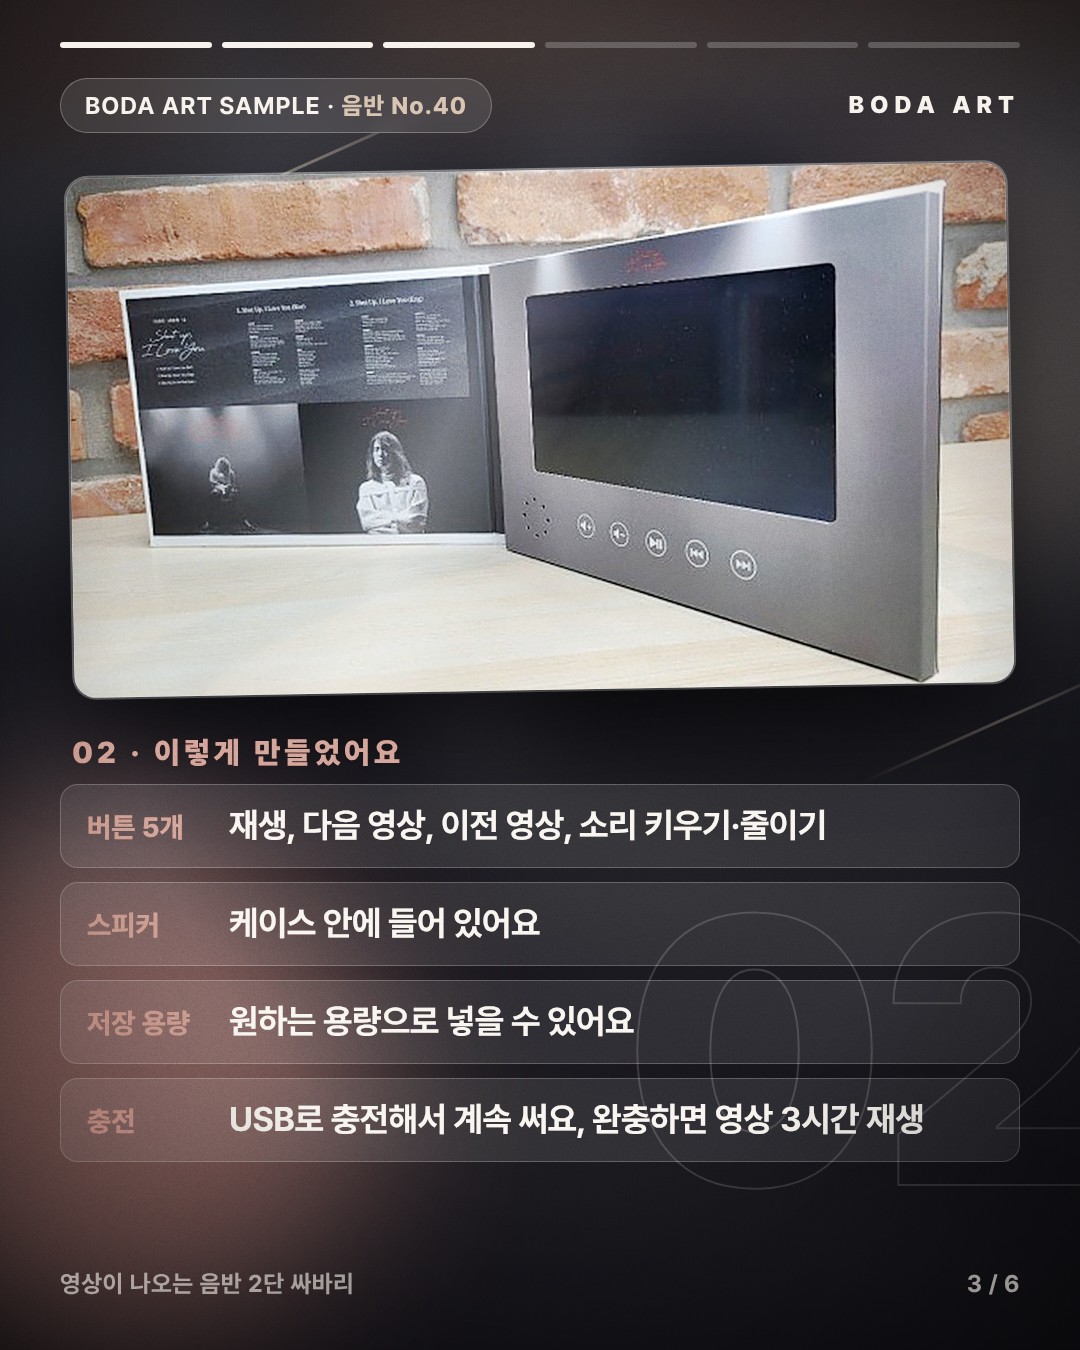 BODA ART SAMPLE · 음반 No.40
BODA ART
1. Shut Up, I Love You (Kor)
2. Shut Up, I Love You (Eng)
Shut up,
I Love You
02 · 이렇게 만들었어요
버튼 5개 재생, 다음 영상, 이전 영상, 소리 키우기·줄이기
스피커 케이스 안에 들어 있어요
저장 용량 원하는 용량으로 넣을 수 있어요
충전 USB로 충전해서 계속 써요, 완충하면 영상 3시간 재생
02
영상이 나오는 음반 2단 싸바리
3 / 6